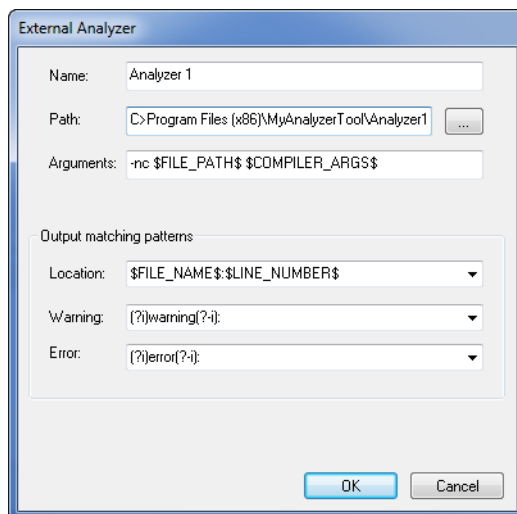 External Analyzer
Name: Analyzer 1
Path: C>Program Files (x86)\MyAnalyzerTool\Analyzer1 ...
Arguments: -nc $FILE_PATH$ $COMPILER_ARGS$
Output matching patterns
Location: $FILE_NAME$:$LINE_NUMBER$
Warning: (?i)warning(?-i):
Error: (?i)error(?-i):
OK Cancel